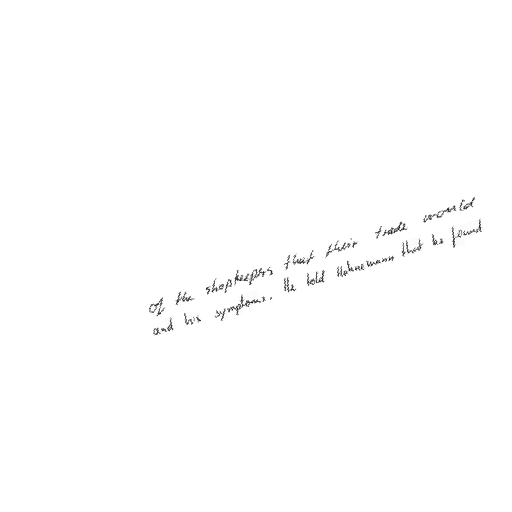 Of the shopkeepers that their trade would
and his symptoms. He told Hahnemann that he found